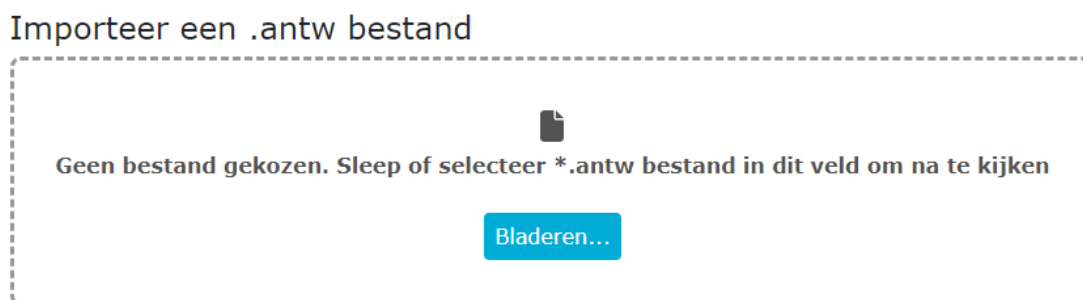 Importeer een .antw bestand
Geen bestand gekozen. Sleep of selecteer *.antw bestand in dit veld om na te kijken
Bladeren...